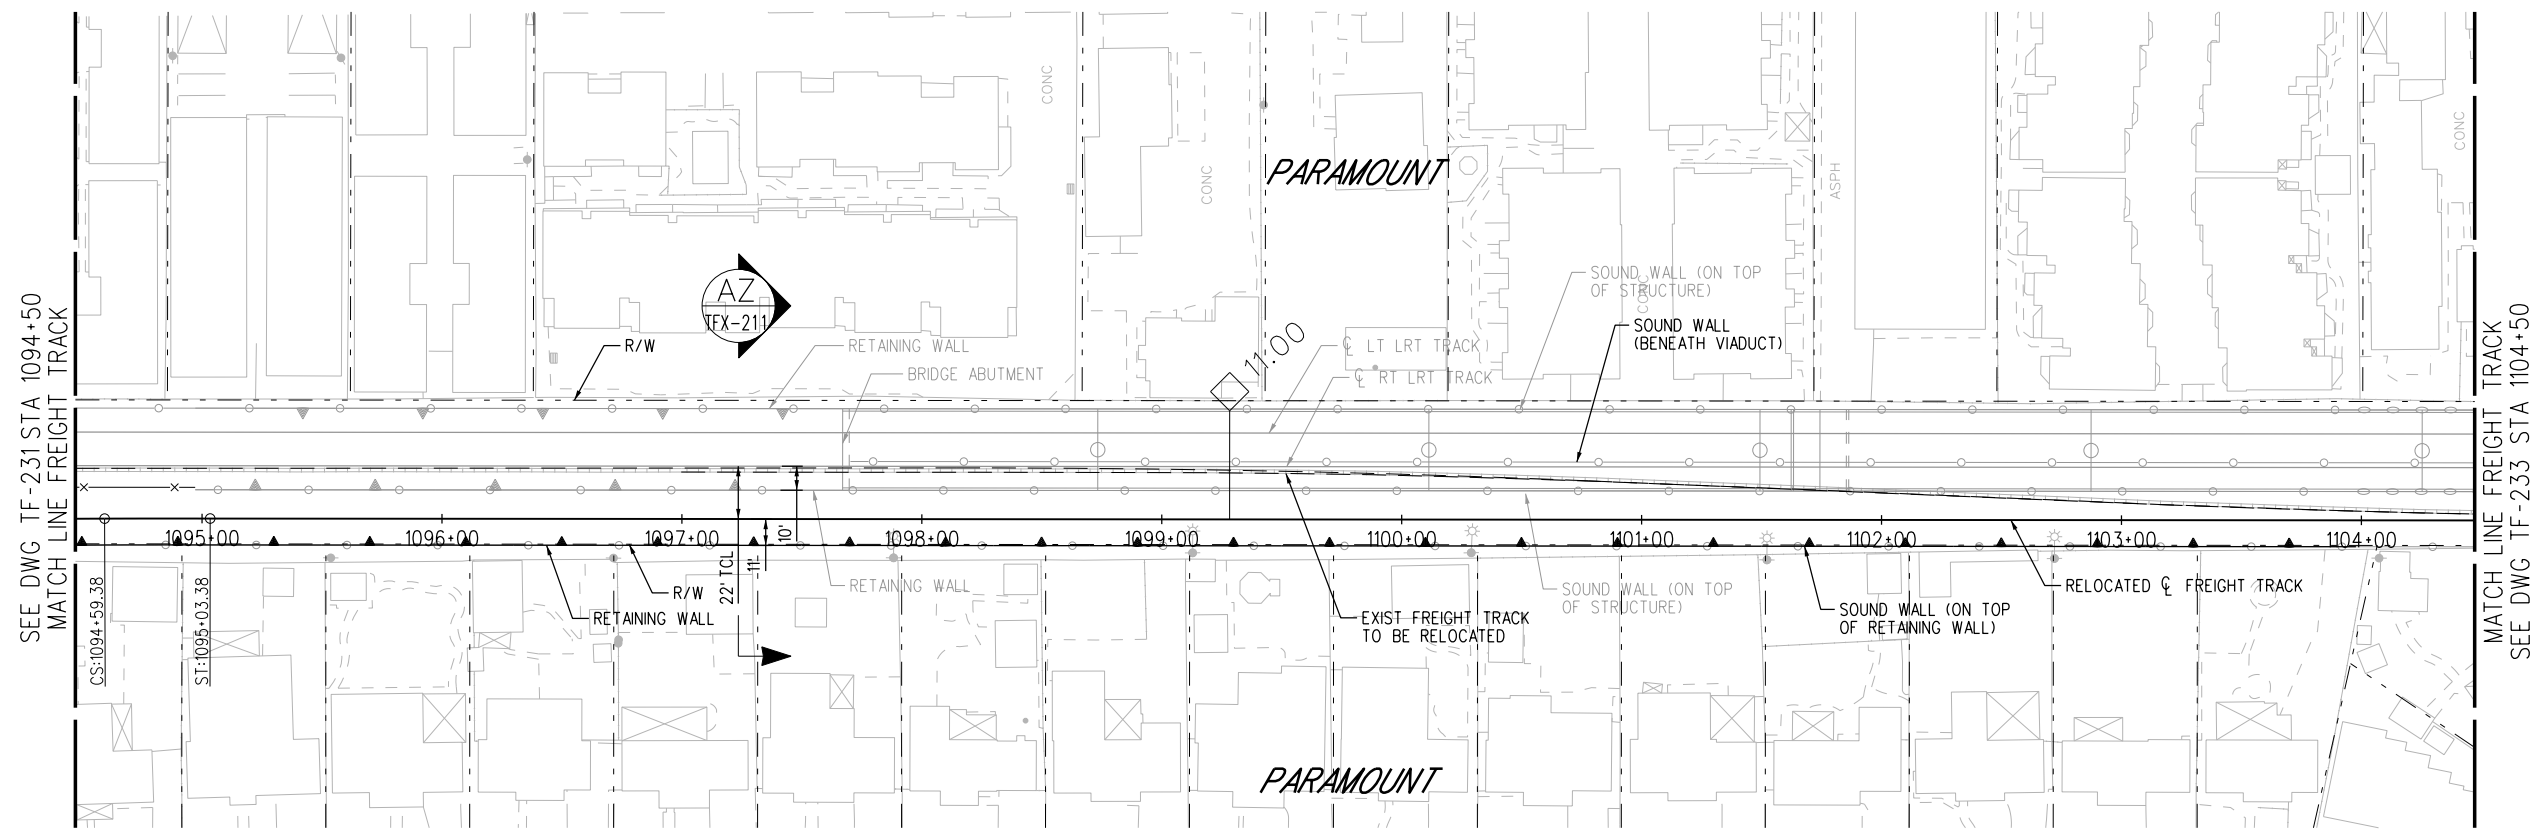 SEE DWG TF-231 STA 1094+50
MATCH LINE FREIGHT TRACK
CONC
CONC
PARAMOUNT
ASPH
CONC
AZ
TFX-211
R/W
RETAINING WALL
BRIDGE ABUTMENT
11.00
℄ LT LRT TRACK
℄ RT LRT TRACK
SOUND WALL (ON TOP
OF STRUCTURE)
CONC
SOUND WALL
(BENEATH VIADUCT)
1095+00
1096+00
1097+00
1098+00
1099+00
1100+00
1101+00
1102+00
1103+00
1104+00
CS:1094+59.38
ST:1095+03.38
22' TCL
11'
10'
R/W
RETAINING WALL
RETAINING WALL
EXIST FREIGHT TRACK
TO BE RELOCATED
SOUND WALL (ON TOP
OF STRUCTURE)
SOUND WALL (ON TOP
OF RETAINING WALL)
RELOCATED ℄ FREIGHT TRACK
PARAMOUNT
MATCH LINE FREIGHT TRACK
SEE DWG TF-233 STA 1104+50